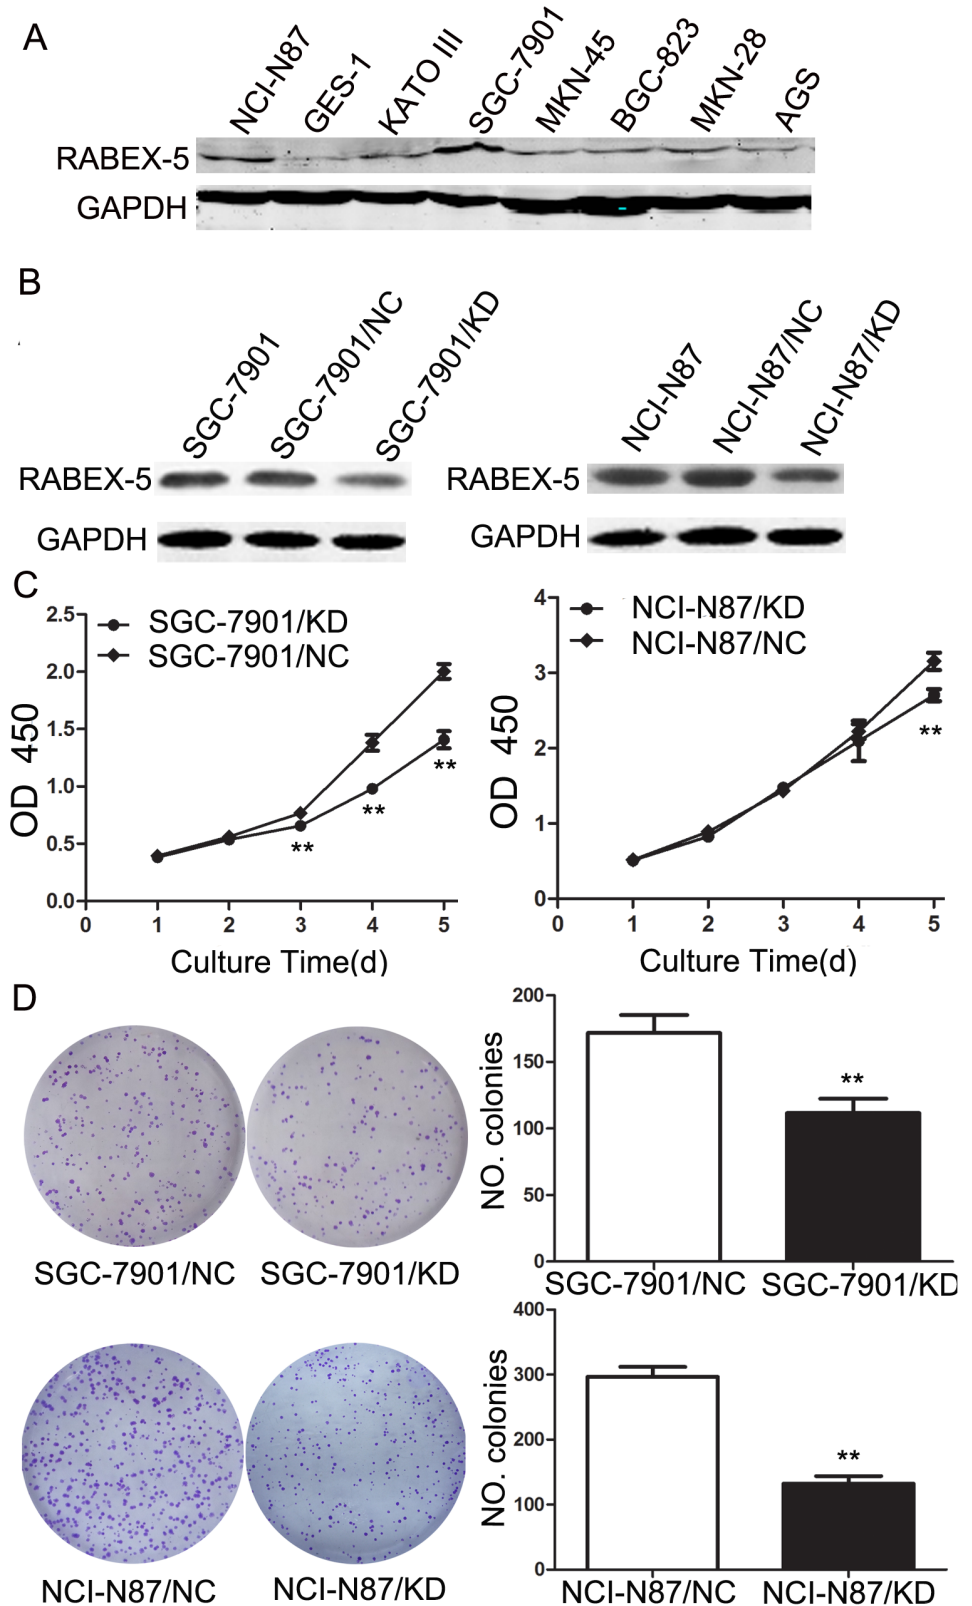 A
NCI-N87
GES-1
KATO III
SGC-7901
MKN-45
BGC-823
MKN-28
AGS
RABEX-5
GAPDH
B
SGC-7901
SGC-7901/NC
SGC-7901/KD
NCI-N87
NCI-N87/NC
NCI-N87/KD
RABEX-5
RABEX-5
GAPDH
GAPDH
C
SGC-7901/KD
SGC-7901/NC
OD 450
2.5
2.0
1.5
1.0
0.5
0.0
0 1 2 3 4 5
** ** **
Culture Time(d)
NCI-N87/KD
NCI-N87/NC
OD 450
4
3
2
1
0
0 1 2 3 4 5
**
Culture Time(d)
D
SGC-7901/NC SGC-7901/KD
NO. colonies
200
150
100
50
0
**
SGC-7901/NC SGC-7901/KD
NCI-N87/NC NCI-N87/KD
NO. colonies
400
300
200
100
0
**
NCI-N87/NC NCI-N87/KD